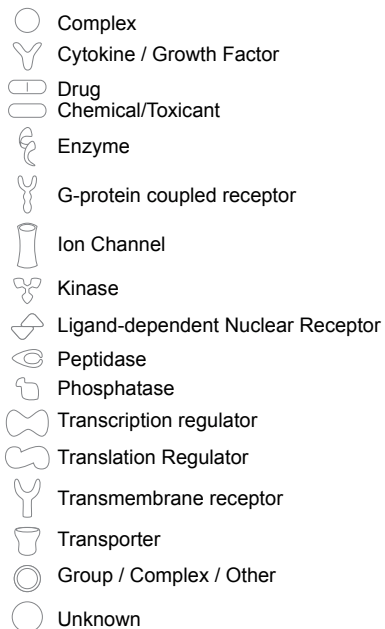 Complex
Cytokine / Growth Factor
Drug
Chemical/Toxicant
Enzyme
G-protein coupled receptor
Ion Channel
Kinase
Ligand-dependent Nuclear Receptor
Peptidase
Phosphatase
Transcription regulator
Translation Regulator
Transmembrane receptor
Transporter
Group / Complex / Other
Unknown